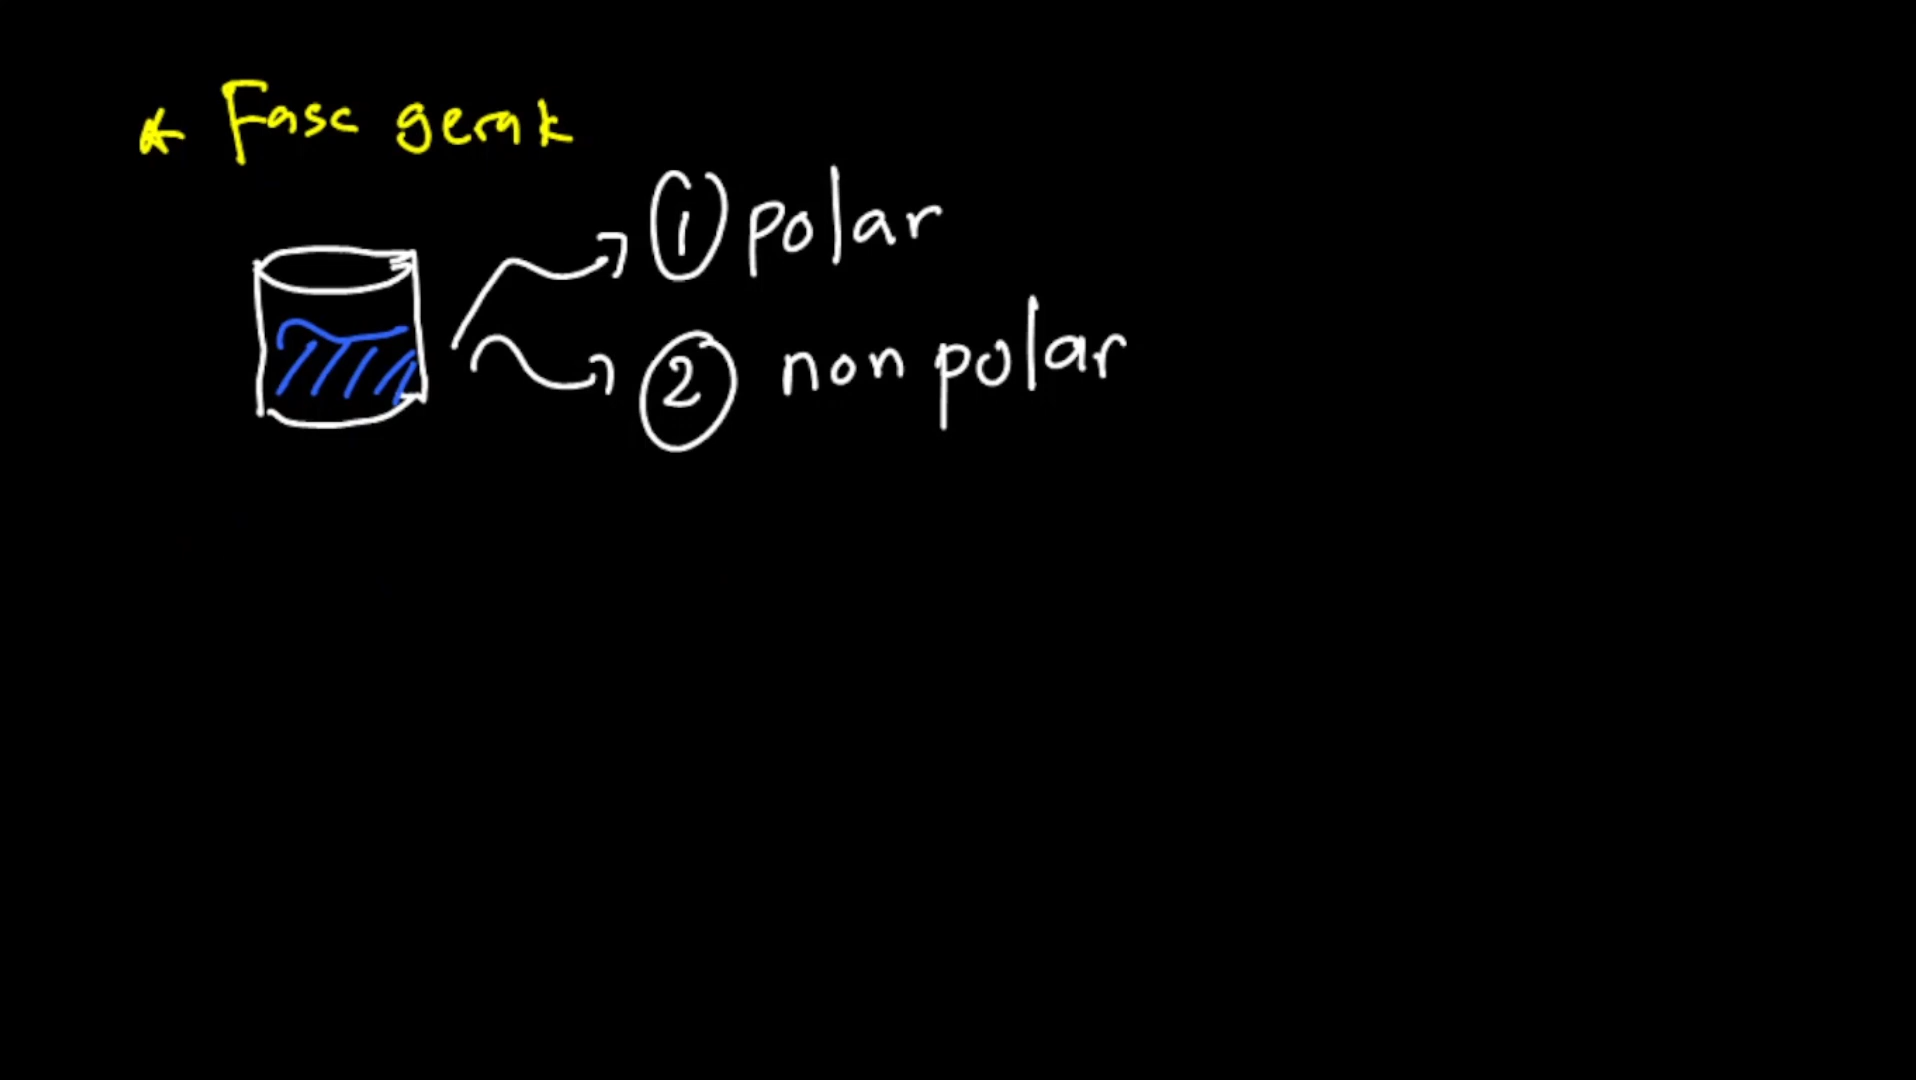 * Fase gerak
① polar
② non polar